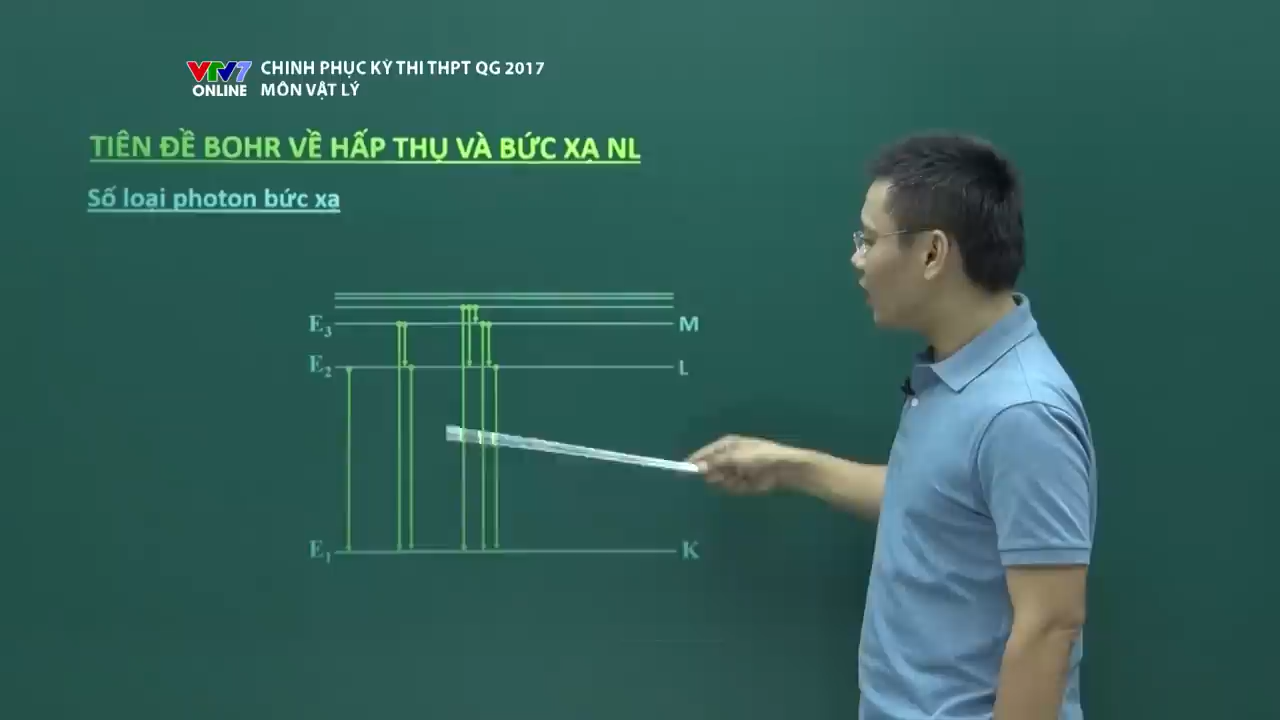 VTV7 CHINH PHỤC KỲ THI THPT QG 2017
ONLINE MÔN VẬT LÝ
TIÊN ĐỀ BOHR VỀ HẤP THỤ VÀ BỨC XẠ NL
Số loại photon bức xạ
E₃ M
E₂ L
E₁ K